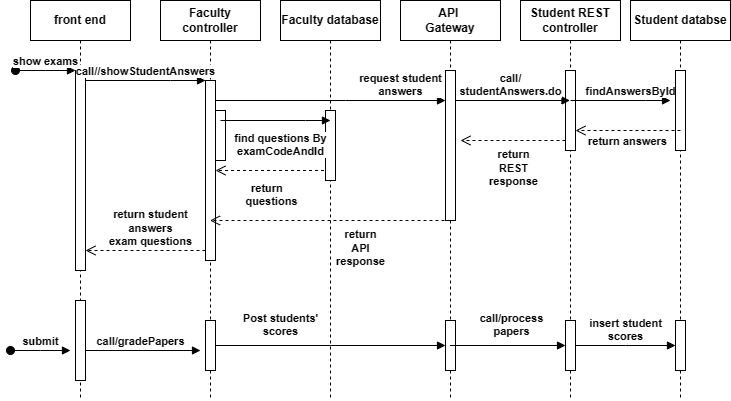 front end
Faculty
controller
Faculty database
API
Gateway
Student REST
controller
Student databse
show exams
call//showStudentAnswers
request student
answers
call/
studentAnswers.do
findAnswersById
find questions By
examCodeAndId
return answers
return
REST
response
return
questions
return student
answers
exam questions
return
API
response
submit
call/gradePapers
Post students'
scores
call/process
papers
insert student
scores